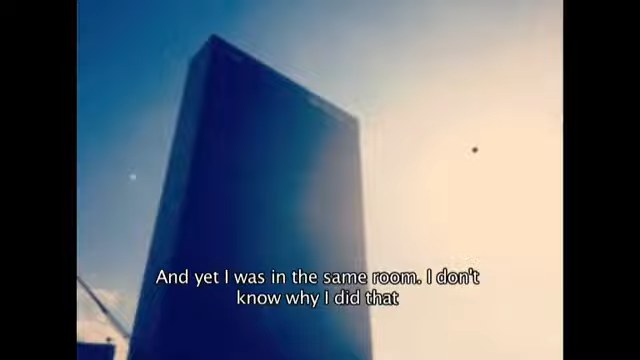 And yet I was in the same room. I don't
know why I did that